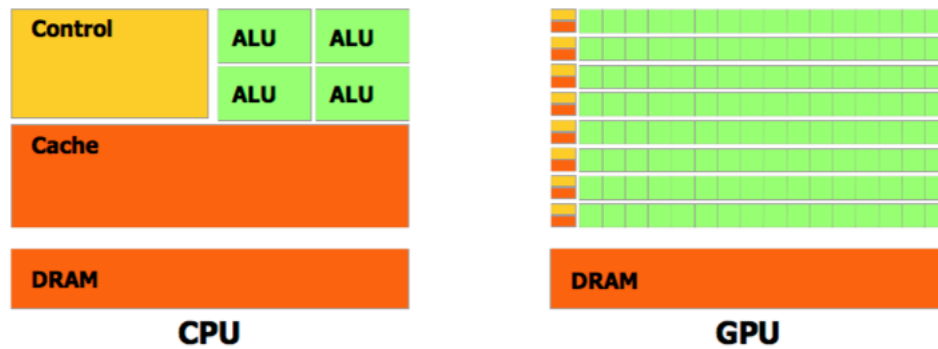 Control
ALU ALU
ALU ALU
Cache
DRAM
CPU
DRAM
GPU